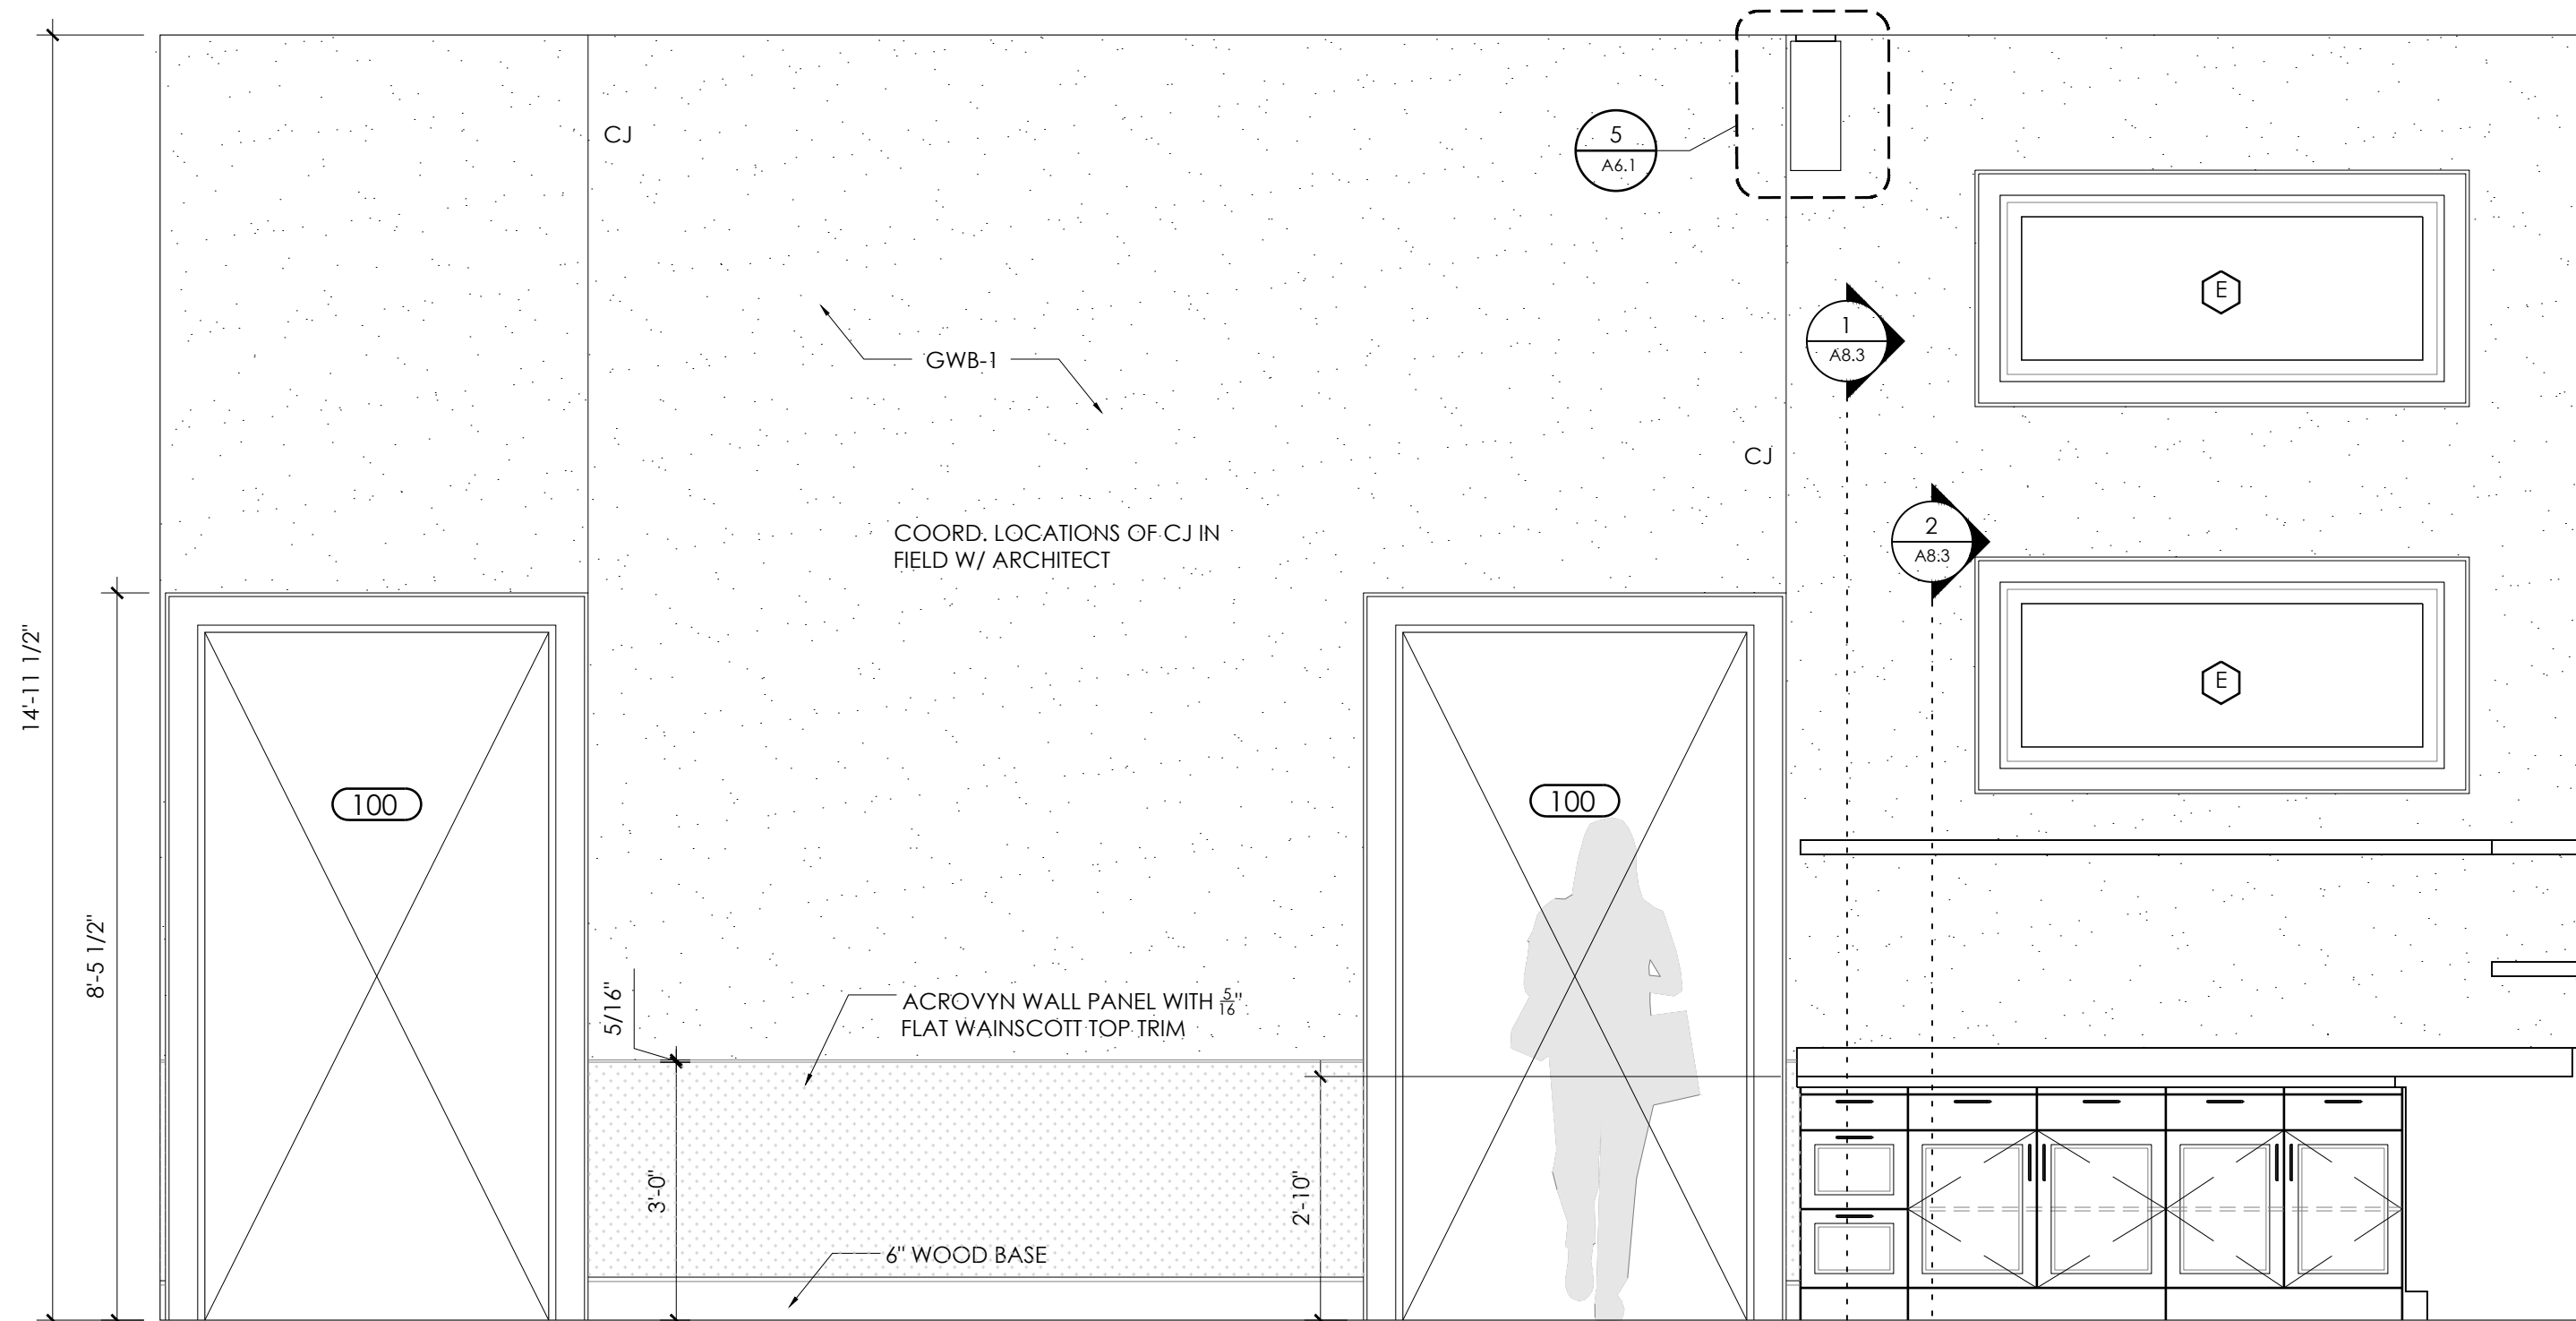 CJ
5
A6.1
E
1
A8.3
GWB-1
CJ
COORD. LOCATIONS OF CJ IN
FIELD W/ ARCHITECT
2
A8.3
14'-11 1/2"
E
100
100
8'-5 1/2"
5/16"
ACROVYN WALL PANEL WITH 5/16"
FLAT WAINSCOTT TOP TRIM
3'-0"
2'-10"
6" WOOD BASE